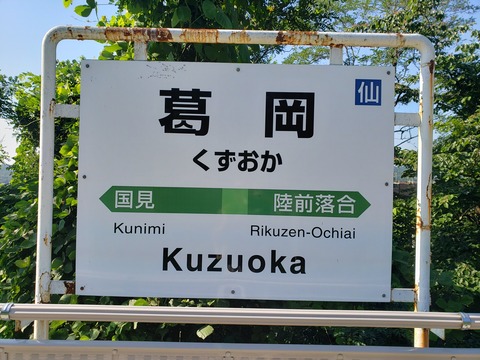 仙
葛岡
くずおか
国見 陸前落合
Kunimi Rikuzen-Ochiai
Kuzuoka